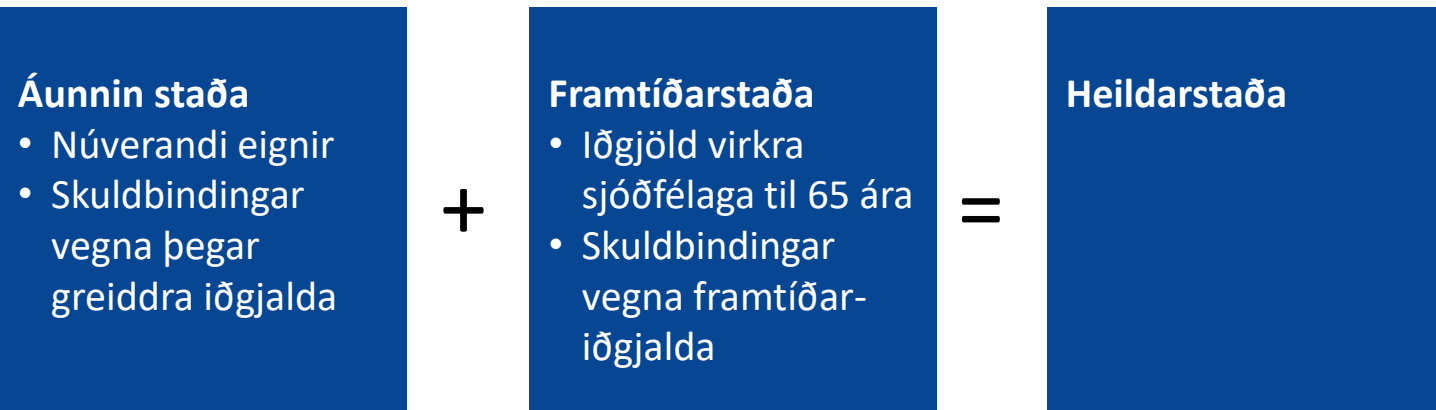 Áunnin staða
• Núverandi eignir
• Skuldbindingar
vegna þegar
greiddra iðgjalda
+
Framtíðarstaða
• Iðgjöld virkra
sjóðfélaga til 65 ára
• Skuldbindingar
vegna framtíðar-
iðgjalda
=
Heildarstaða